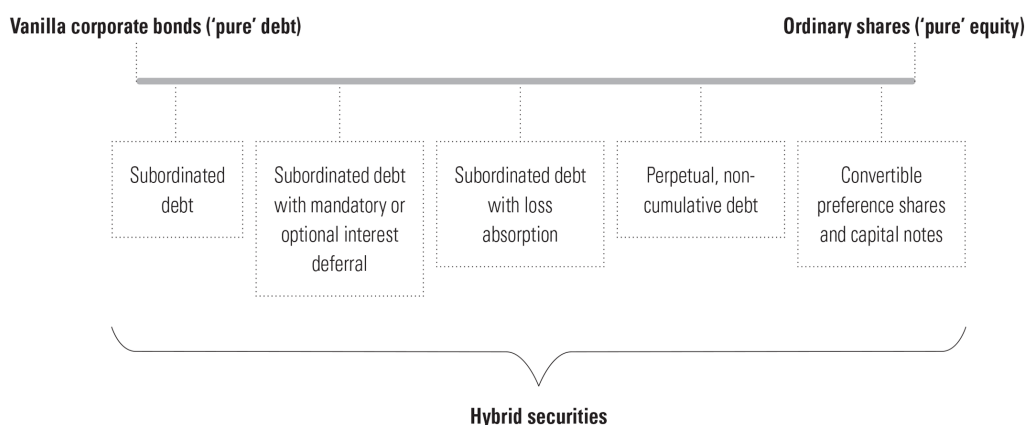 Vanilla corporate bonds (‘pure’ debt)
Ordinary shares (‘pure’ equity)
Subordinated
debt
Subordinated debt
with mandatory or
optional interest
deferral
Subordinated debt
with loss
absorption
Perpetual, non-
cumulative debt
Convertible
preference shares
and capital notes
Hybrid securities